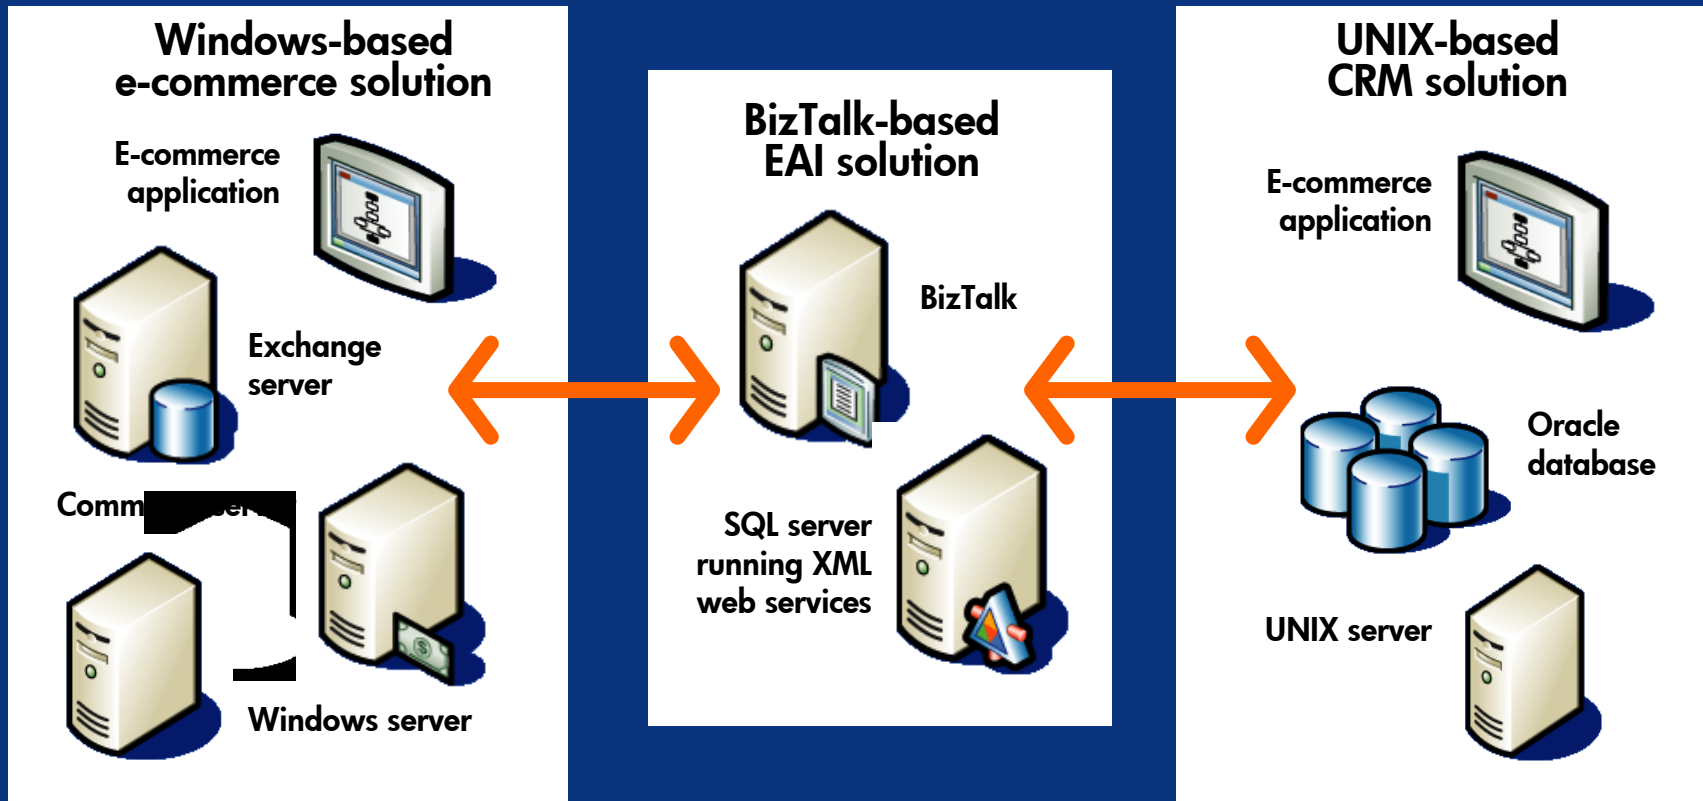 Windows-based
e-commerce solution
E-commerce
application
Exchange
server
Windows server
BizTalk-based
EAI solution
BizTalk
SQL server
running XML
web services
UNIX-based
CRM solution
E-commerce
application
Oracle
database
UNIX server